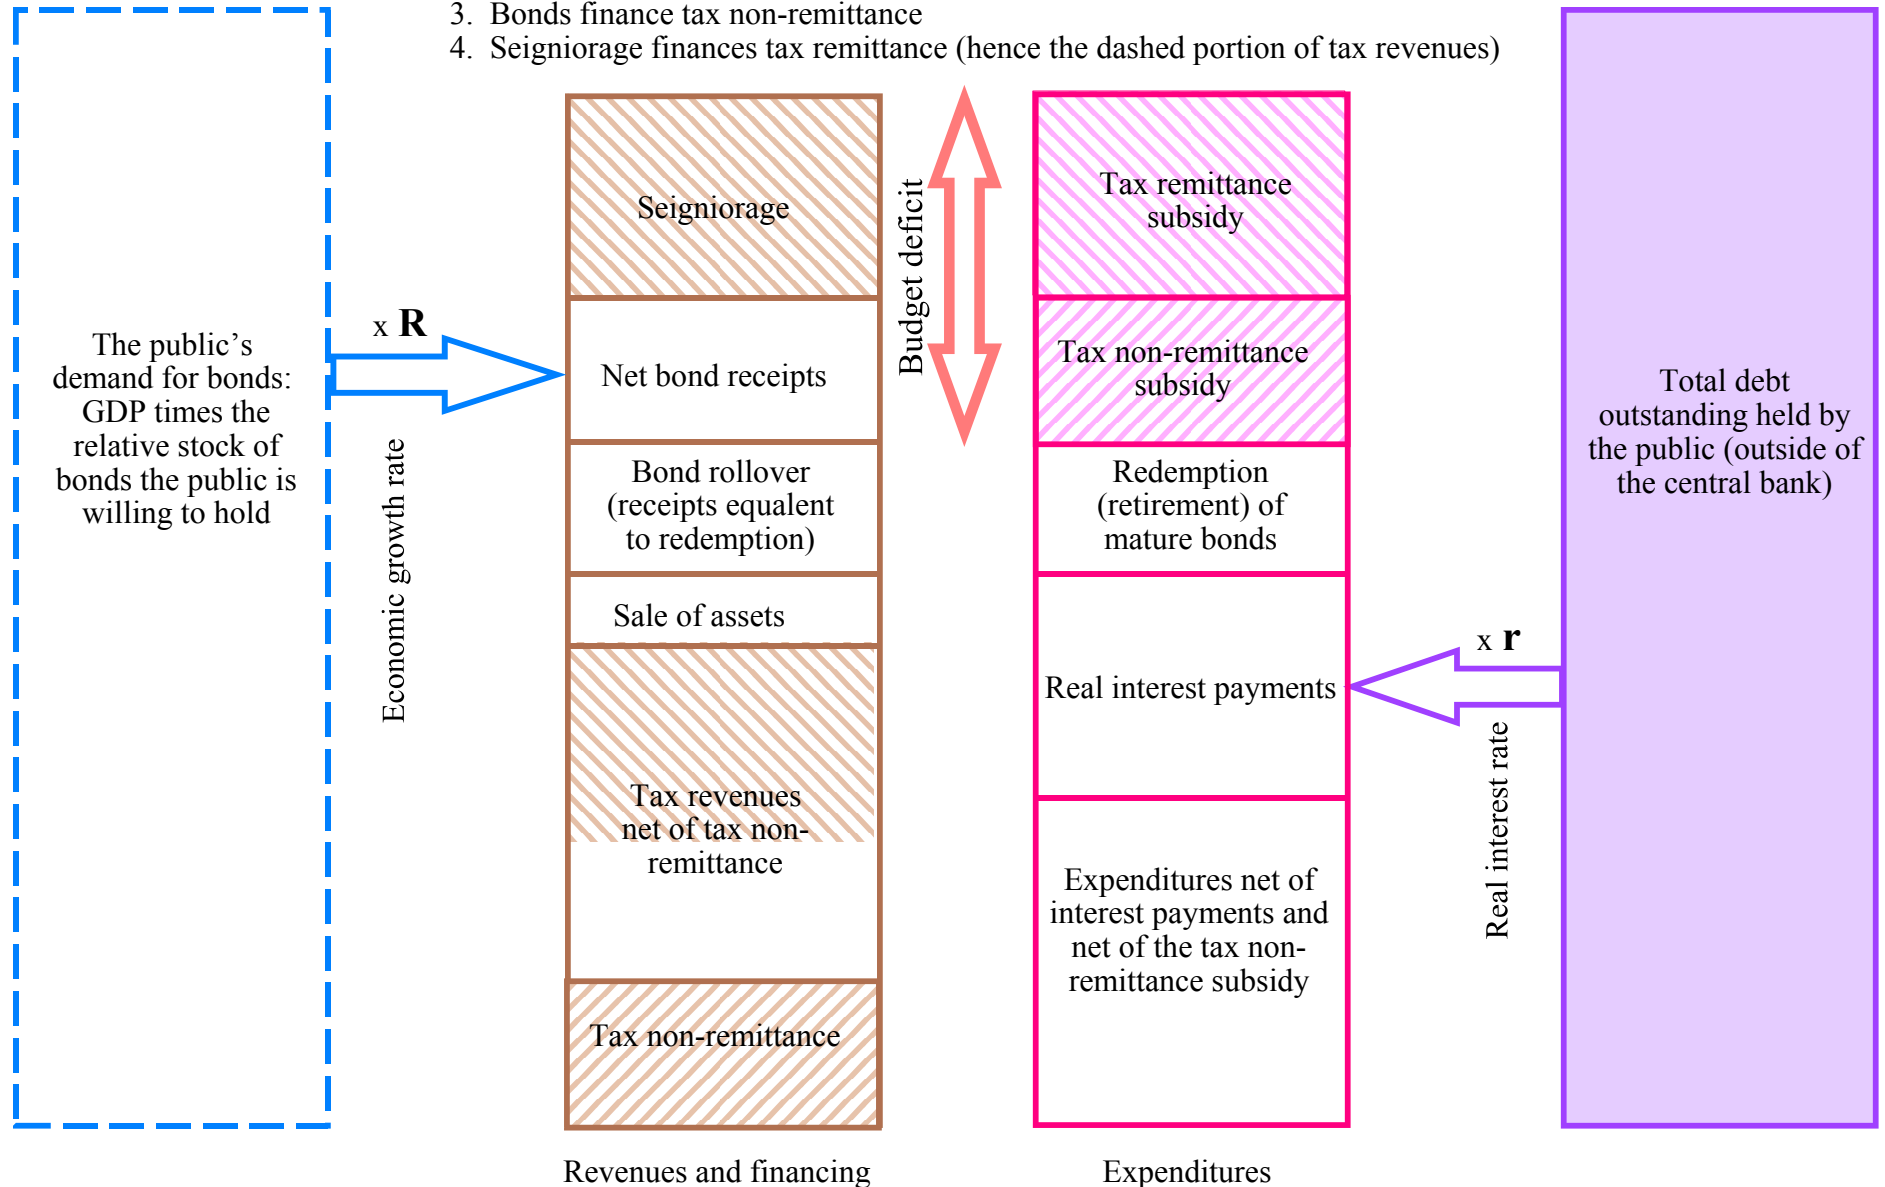 3. Bonds finance tax non-remittance
4. Seigniorage finances tax remittance (hence the dashed portion of tax revenues)
The public's
demand for bonds:
GDP times the
relative stock of
bonds the public is
willing to hold
x R
Economic growth rate
Seigniorage
Net bond receipts
Bond rollover
(receipts equalent
to redemption)
Sale of assets
Tax revenues
net of tax non-
remittance
Tax non-remittance
Revenues and financing
Budget deficit
Tax remittance
subsidy
Tax non-remittance
subsidy
Redemption
(retirement) of
mature bonds
Real interest payments
Expenditures net of
interest payments and
net of the tax non-
remittance subsidy
Expenditures
x r
Real interest rate
Total debt
outstanding held by
the public (outside of
the central bank)